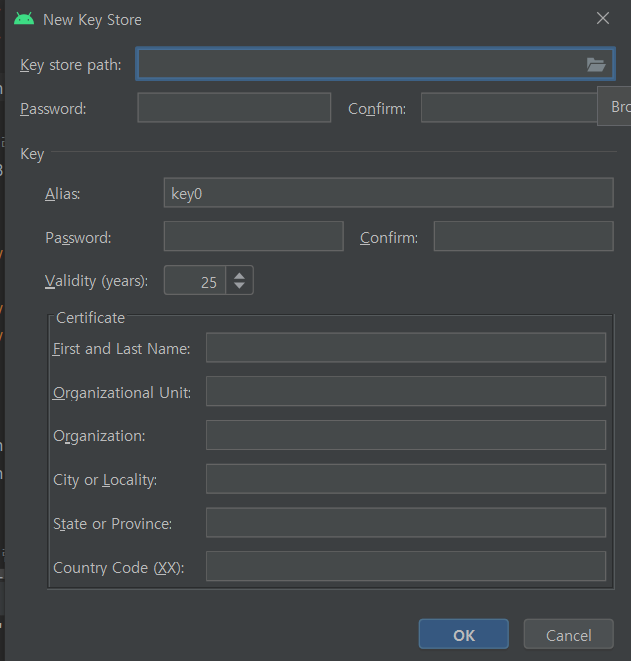 New Key Store
Key store path:
Password: Confirm:
Bro
Key
Alias: key0
Password: Confirm:
Validity (years): 25
Certificate
First and Last Name:
Organizational Unit:
Organization:
City or Locality:
State or Province:
Country Code (XX):
OK Cancel